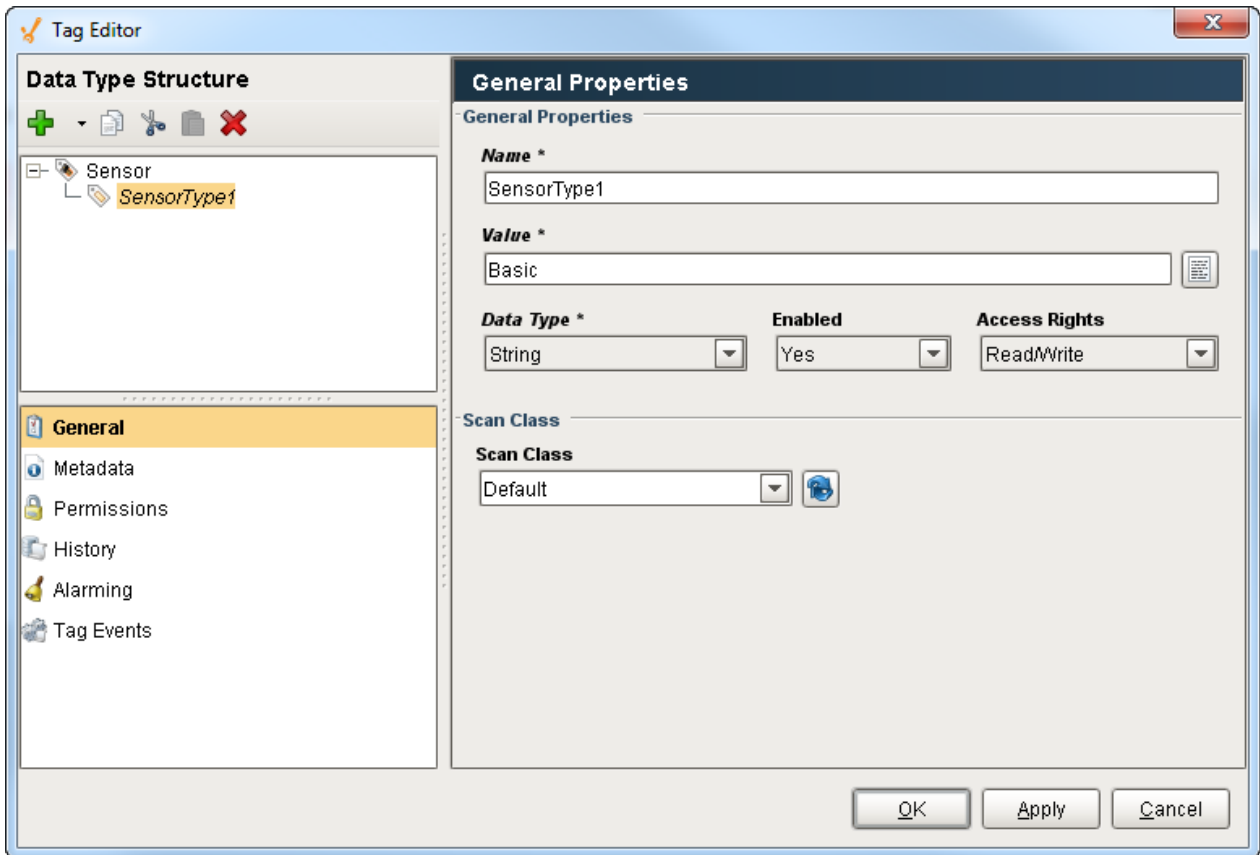 Tag Editor
Data Type Structure
Sensor
SensorType1
General
Metadata
Permissions
History
Alarming
Tag Events
General Properties
General Properties
Name *
SensorType1
Value *
Basic
Data Type * Enabled Access Rights
String Yes Read/Write
Scan Class
Scan Class
Default
OK Apply Cancel